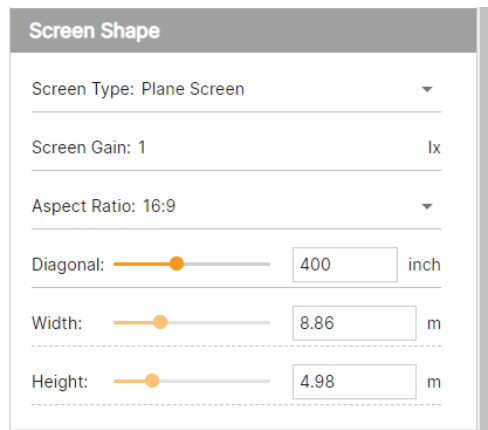 Screen Shape
Screen Type: Plane Screen
Screen Gain: 1 lx
Aspect Ratio: 16:9
Diagonal: 400 inch
Width: 8.86 m
Height: 4.98 m